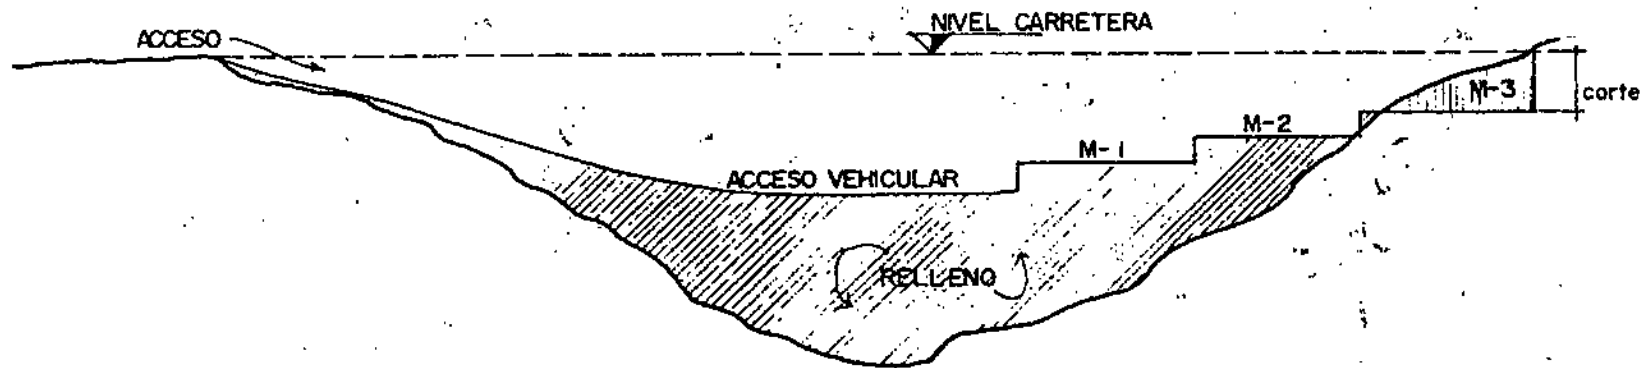 NIVEL CARRETERA
ACCESO
M-3
corte
M-2
M-1
ACCESO VEHICULAR
RELLENO